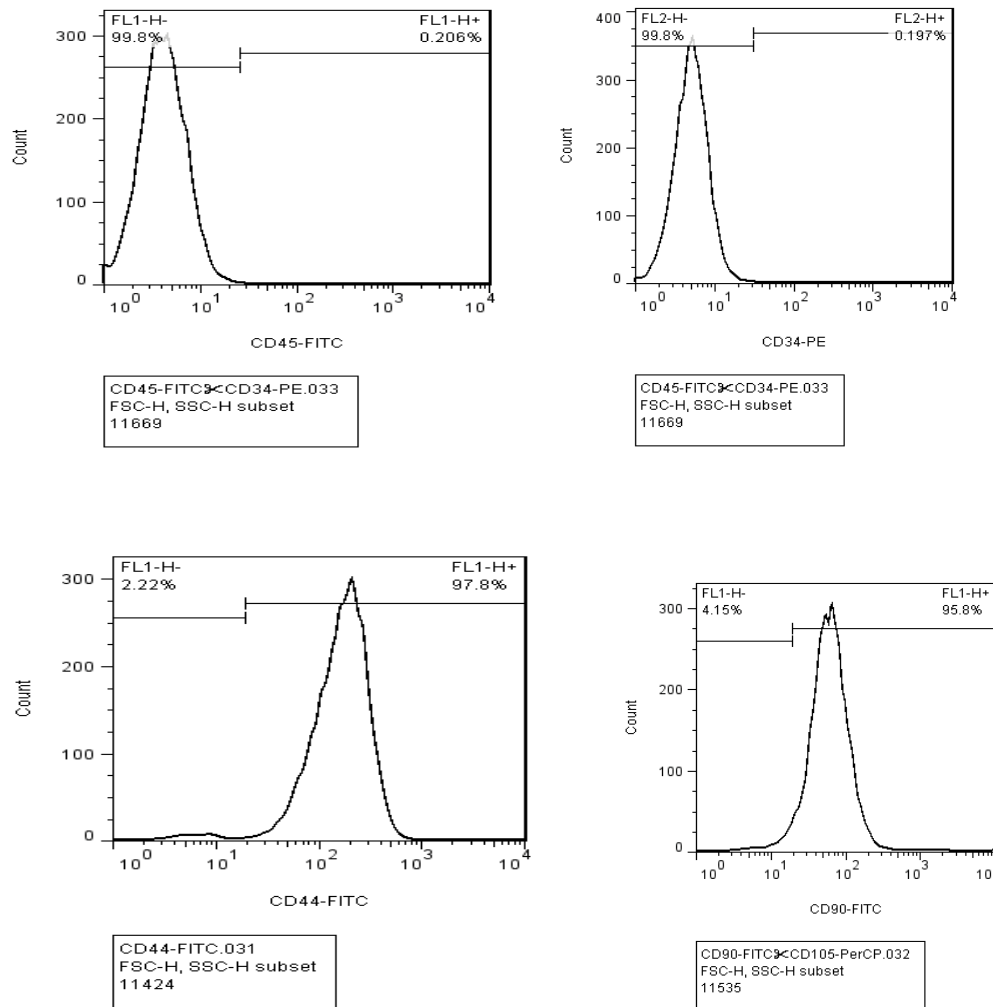 FL1-H-
99.8%
FL1-H+
0.206%
300
200
100
0
Count
10^0 10^1 10^2 10^3 10^4
CD45-FITC
CD45-FITC CD34-PE.033
FSC-H, SSC-H subset
11669
FL2-H-
99.8%
FL2-H+
0.197%
400
300
200
100
0
Count
10^0 10^1 10^2 10^3 10^4
CD34-PE
CD45-FITC CD34-PE.033
FSC-H, SSC-H subset
11669
FL1-H-
2.22%
FL1-H+
97.8%
300
200
100
0
Count
10^0 10^1 10^2 10^3 10^4
CD44-FITC
CD44-FITC.031
FSC-H, SSC-H subset
11424
FL1-H-
4.15%
FL1-H+
95.8%
300
200
100
0
Count
10^0 10^1 10^2 10^3 10
CD90-FITC
CD90-FITC CD105-PerCP.032
FSC-H, SSC-H subset
11535